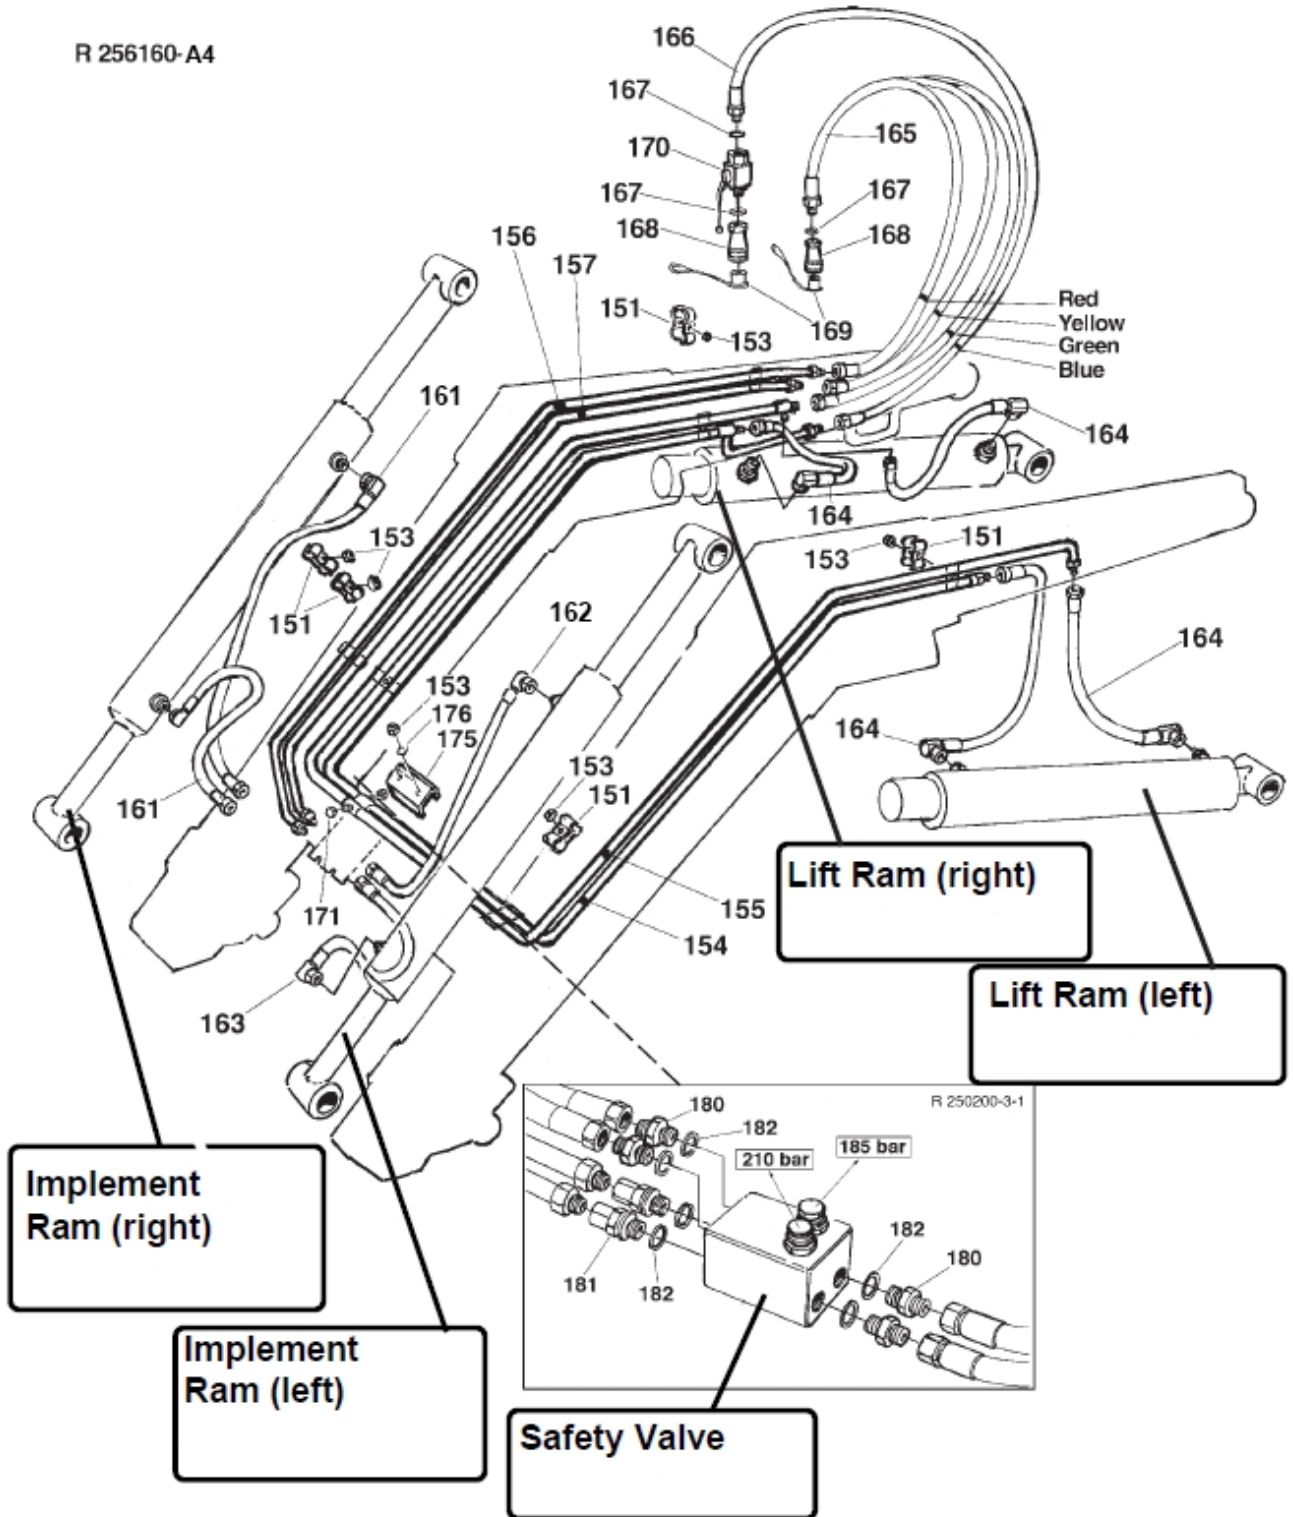 R 256160-A4
166
167
165
170
167
167
168
168
156
157
151
153
169
Red
Yellow
Green
Blue
161
164
153
164
153
151
151
162
164
153
176
175
164
153
151
161
Lift Ram (right)
171
155
154
Lift Ram (left)
163
R 250200-3-1
180
182
185 bar
210 bar
Implement
Ram (right)
182
180
181
182
Implement
Ram (left)
Safety Valve